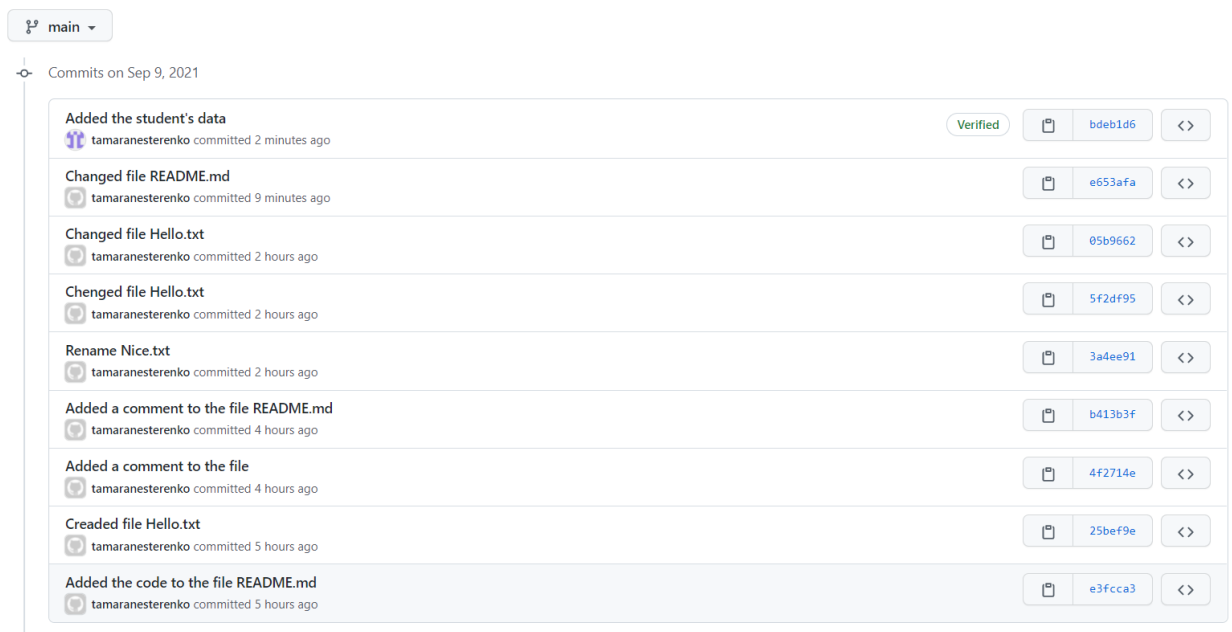 main
Commits on Sep 9, 2021
Added the student's data
tamaranesterenko committed 2 minutes ago
Verified
bdeb1d6
Changed file README.md
tamaranesterenko committed 9 minutes ago
e653afa
Changed file Hello.txt
tamaranesterenko committed 2 hours ago
05b9662
Chenged file Hello.txt
tamaranesterenko committed 2 hours ago
5f2df95
Rename Nice.txt
tamaranesterenko committed 2 hours ago
3a4ee91
Added a comment to the file README.md
tamaranesterenko committed 4 hours ago
b413b3f
Added a comment to the file
tamaranesterenko committed 4 hours ago
4f2714e
Creaded file Hello.txt
tamaranesterenko committed 5 hours ago
25bef9e
Added the code to the file README.md
tamaranesterenko committed 5 hours ago
e3fcca3